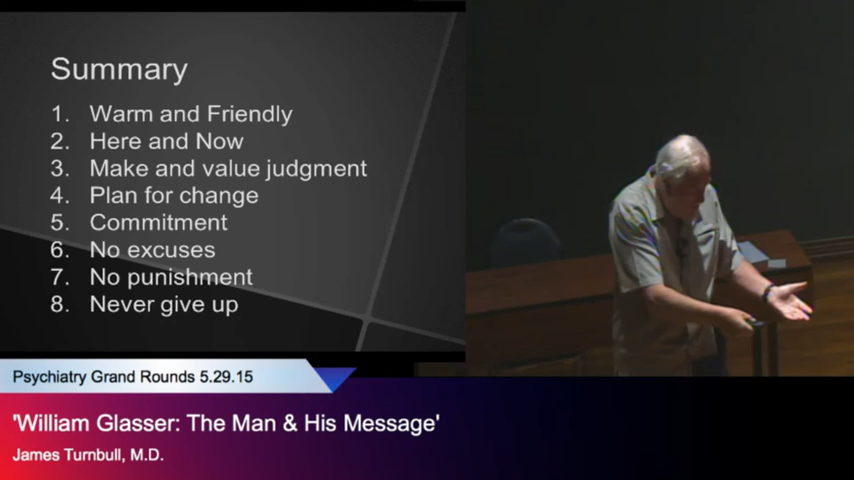 Summary
1. Warm and Friendly
2. Here and Now
3. Make and value judgment
4. Plan for change
5. Commitment
6. No excuses
7. No punishment
8. Never give up
Psychiatry Grand Rounds 5.29.15
'William Glasser: The Man & His Message'
James Turnbull, M.D.